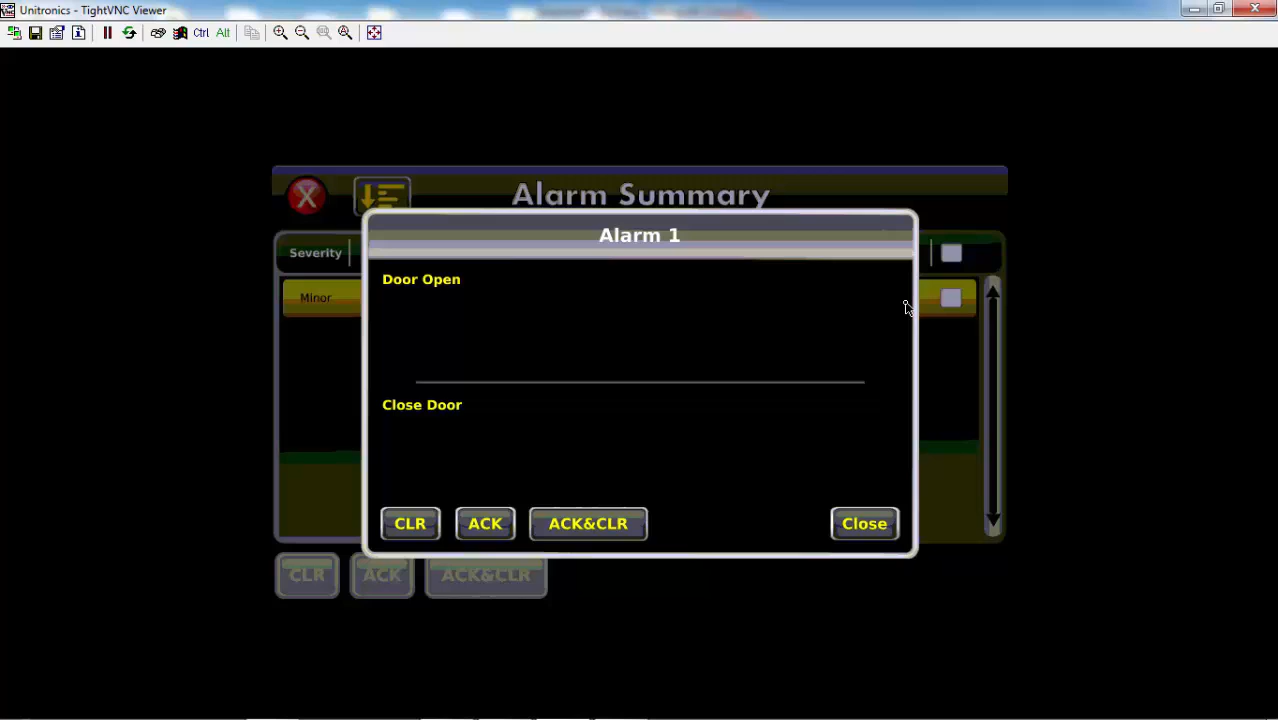 Unitronics - TightVNC Viewer
Ctrl Alt
X
Alarm Summary
Alarm 1
Severity
Door Open
Minor
Close Door
CLR ACK ACK&CLR Close
CLR ACK ACK&CLR